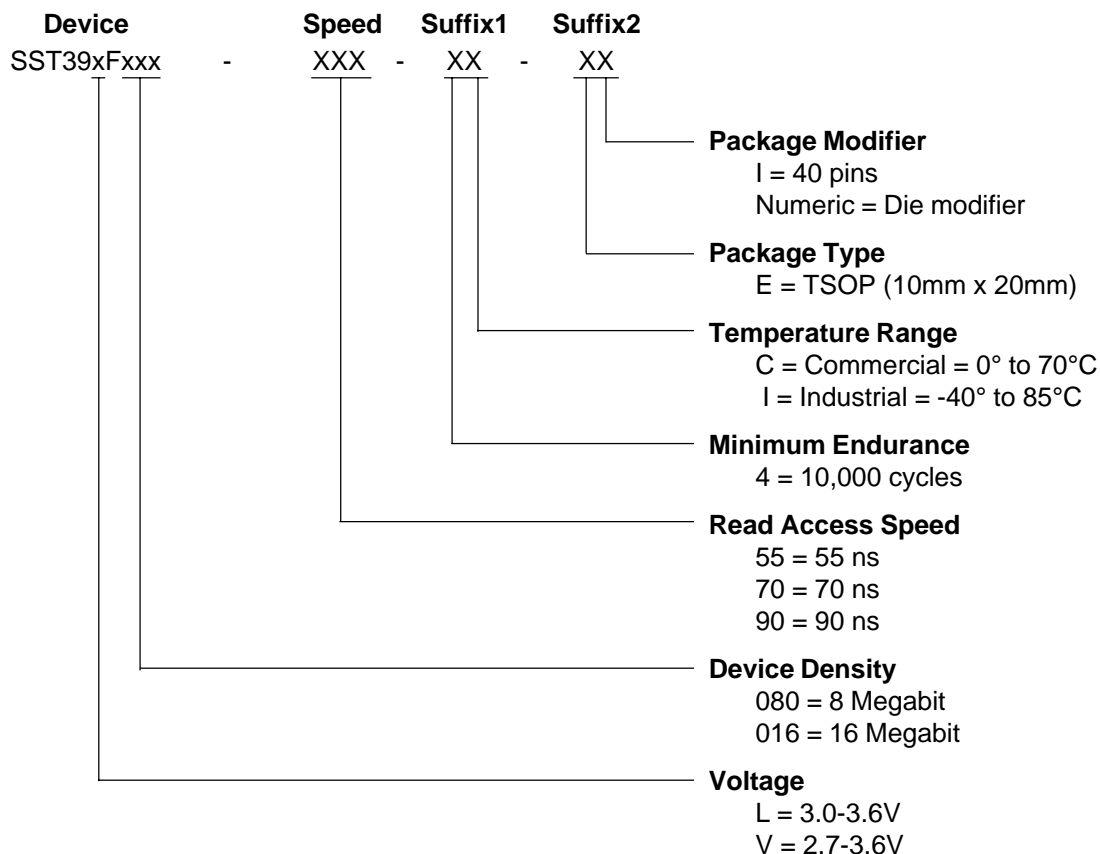 Device Speed Suffix1 Suffix2
SST39xFxxx - XXX - XX - XX
Package Modifier
I = 40 pins
Numeric = Die modifier
Package Type
E = TSOP (10mm x 20mm)
Temperature Range
C = Commercial = 0° to 70°C
I = Industrial = -40° to 85°C
Minimum Endurance
4 = 10,000 cycles
Read Access Speed
55 = 55 ns
70 = 70 ns
90 = 90 ns
Device Density
080 = 8 Megabit
016 = 16 Megabit
Voltage
L = 3.0-3.6V
V = 2.7-3.6V